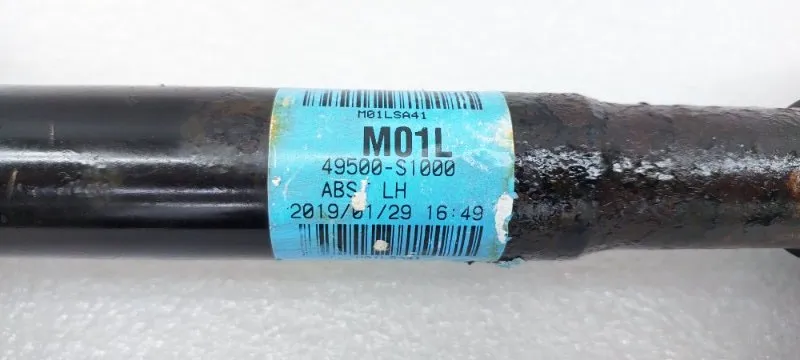 M01LSA41
M01L
49500-S1000
ABS/ LH
2019/01/29 16:49